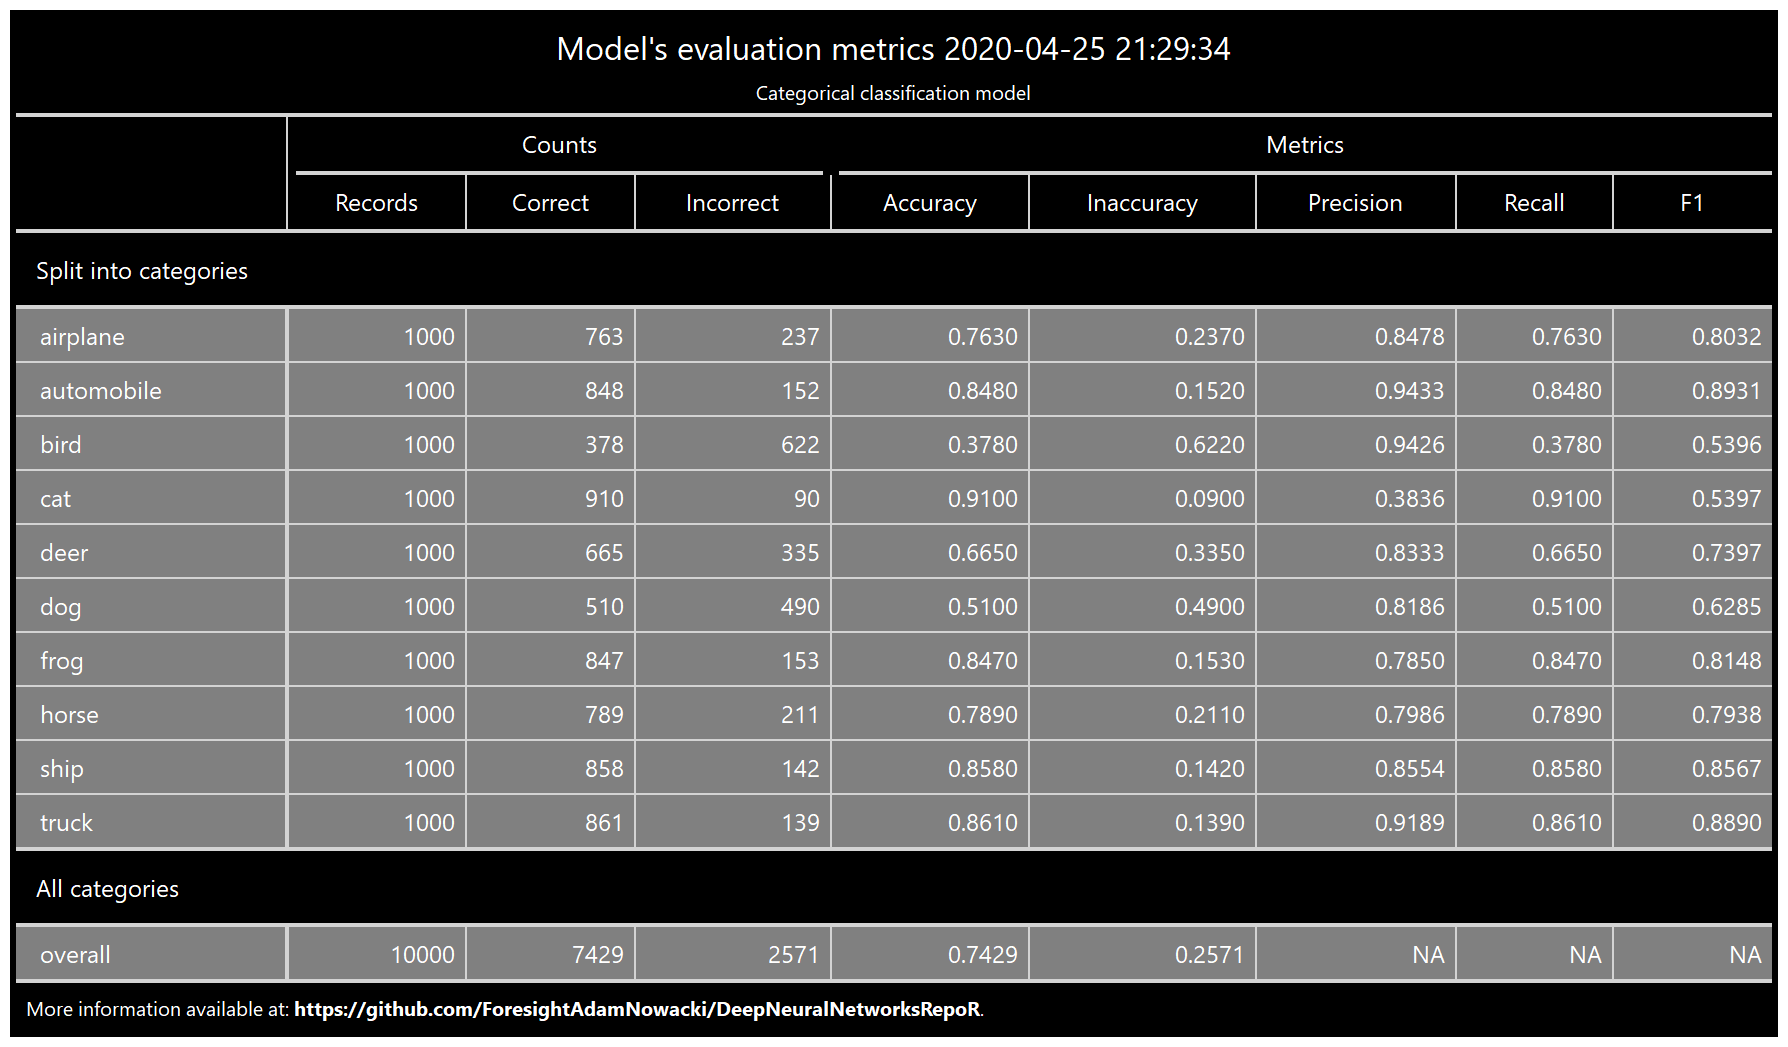 Model's evaluation metrics 2020-04-25 21:29:34
Categorical classification model
Counts Metrics
Records Correct Incorrect Accuracy Inaccuracy Precision Recall F1
Split into categories
airplane 1000 763 237 0.7630 0.2370 0.8478 0.7630 0.8032
automobile 1000 848 152 0.8480 0.1520 0.9433 0.8480 0.8931
bird 1000 378 622 0.3780 0.6220 0.9426 0.3780 0.5396
cat 1000 910 90 0.9100 0.0900 0.3836 0.9100 0.5397
deer 1000 665 335 0.6650 0.3350 0.8333 0.6650 0.7397
dog 1000 510 490 0.5100 0.4900 0.8186 0.5100 0.6285
frog 1000 847 153 0.8470 0.1530 0.7850 0.8470 0.8148
horse 1000 789 211 0.7890 0.2110 0.7986 0.7890 0.7938
ship 1000 858 142 0.8580 0.1420 0.8554 0.8580 0.8567
truck 1000 861 139 0.8610 0.1390 0.9189 0.8610 0.8890
All categories
overall 10000 7429 2571 0.7429 0.2571 NA NA NA
More information available at: https://github.com/ForesightAdamNowacki/DeepNeuralNetworksRepoR.